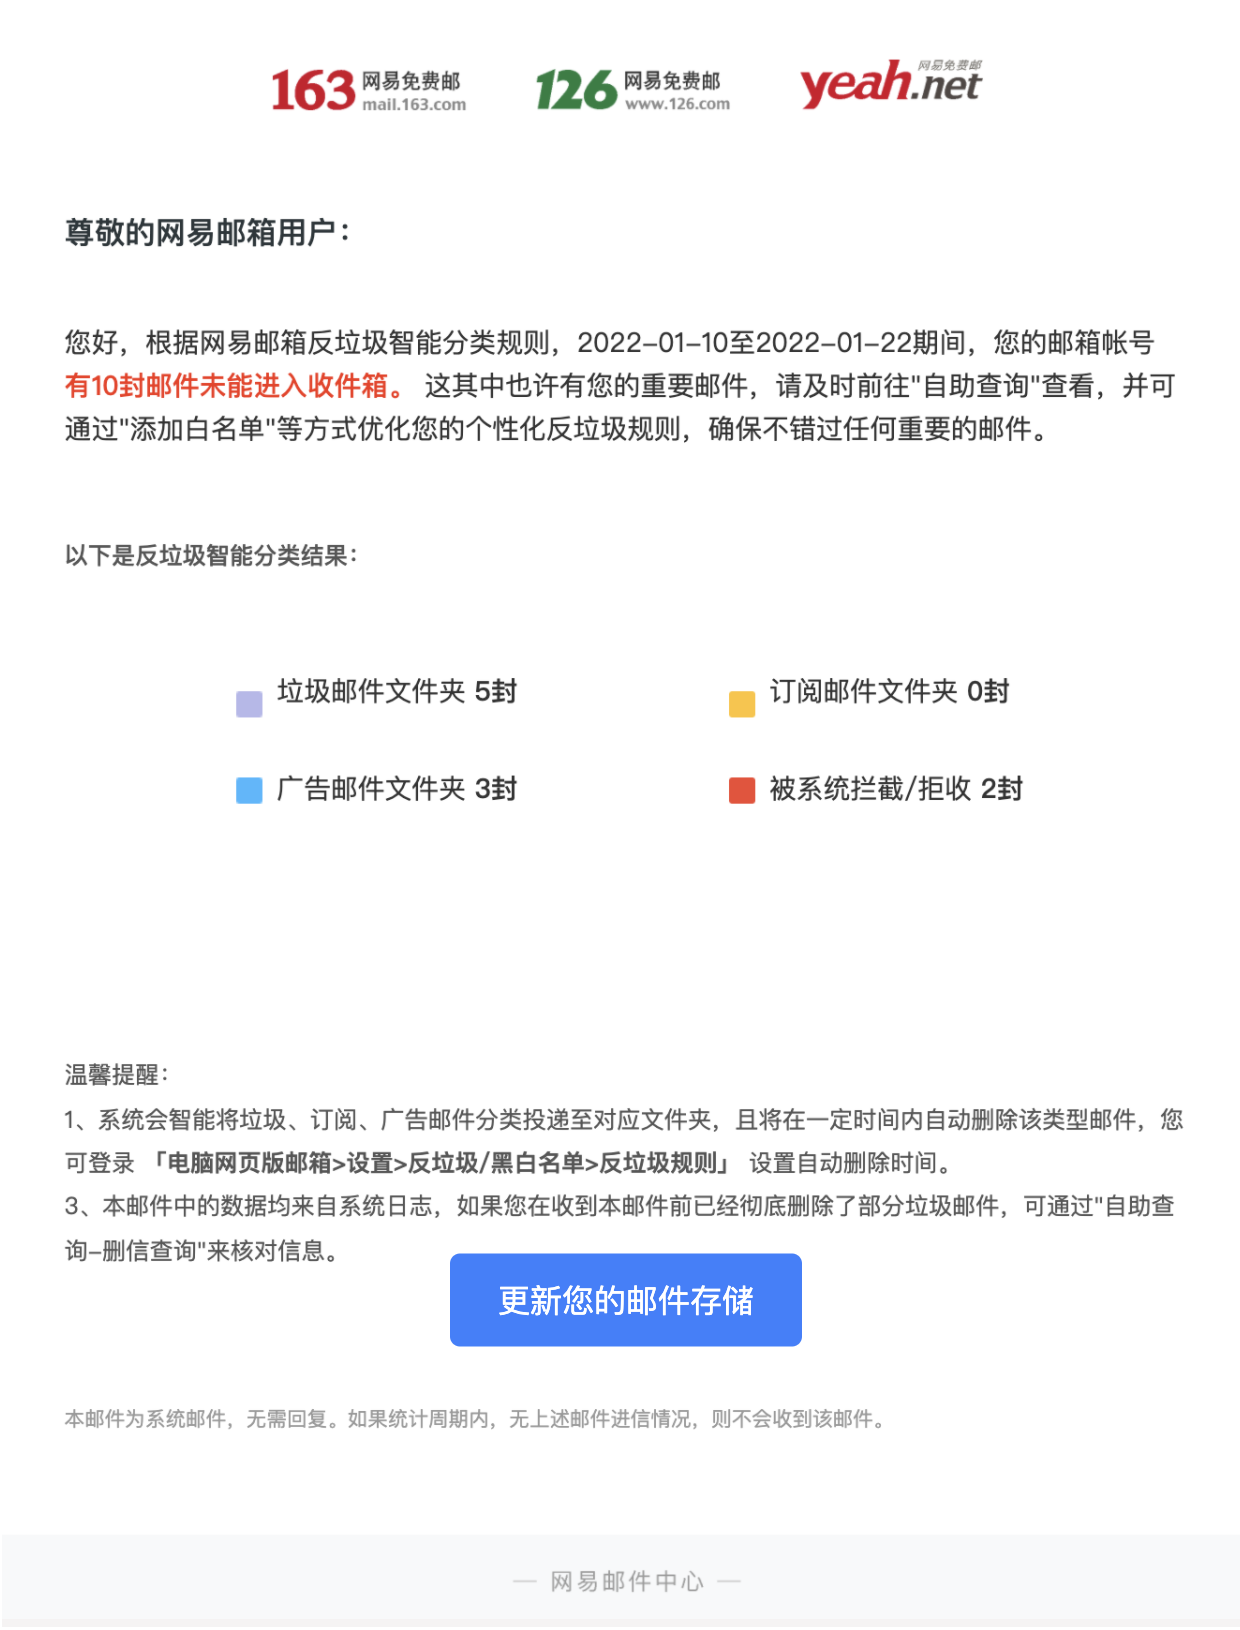 163 网易免费邮 mail.163.com 126 网易免费邮 www.126.com yeah.net 网易免费邮
尊敬的网易邮箱用户：
您好，根据网易邮箱反垃圾智能分类规则，2022-01-10至2022-01-22期间，您的邮箱帐号
有10封邮件未能进入收件箱。 这其中也许有您的重要邮件，请及时前往"自助查询"查看，并可
通过"添加白名单"等方式优化您的个性化反垃圾规则，确保不错过任何重要的邮件。
以下是反垃圾智能分类结果：
垃圾邮件文件夹 5封 订阅邮件文件夹 0封
广告邮件文件夹 3封 被系统拦截/拒收 2封
温馨提醒：
1、系统会智能将垃圾、订阅、广告邮件分类投递至对应文件夹，且将在一定时间内自动删除该类型邮件，您
可登录 「电脑网页版邮箱>设置>反垃圾/黑白名单>反垃圾规则」 设置自动删除时间。
3、本邮件中的数据均来自系统日志，如果您在收到本邮件前已经彻底删除了部分垃圾邮件，可通过"自助查
询-删信查询"来核对信息。
更新您的邮件存储
本邮件为系统邮件，无需回复。如果统计周期内，无上述邮件进信情况，则不会收到该邮件。
— 网易邮件中心 —